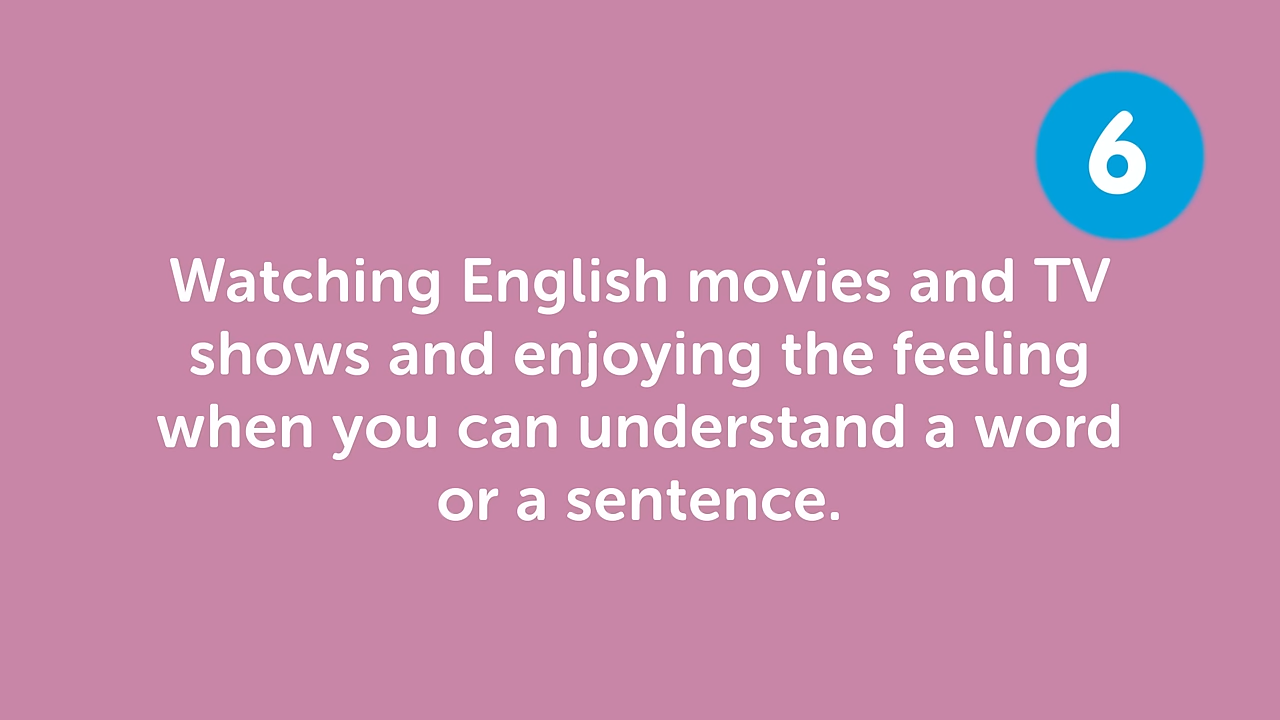 6
Watching English movies and TV
shows and enjoying the feeling
when you can understand a word
or a sentence.